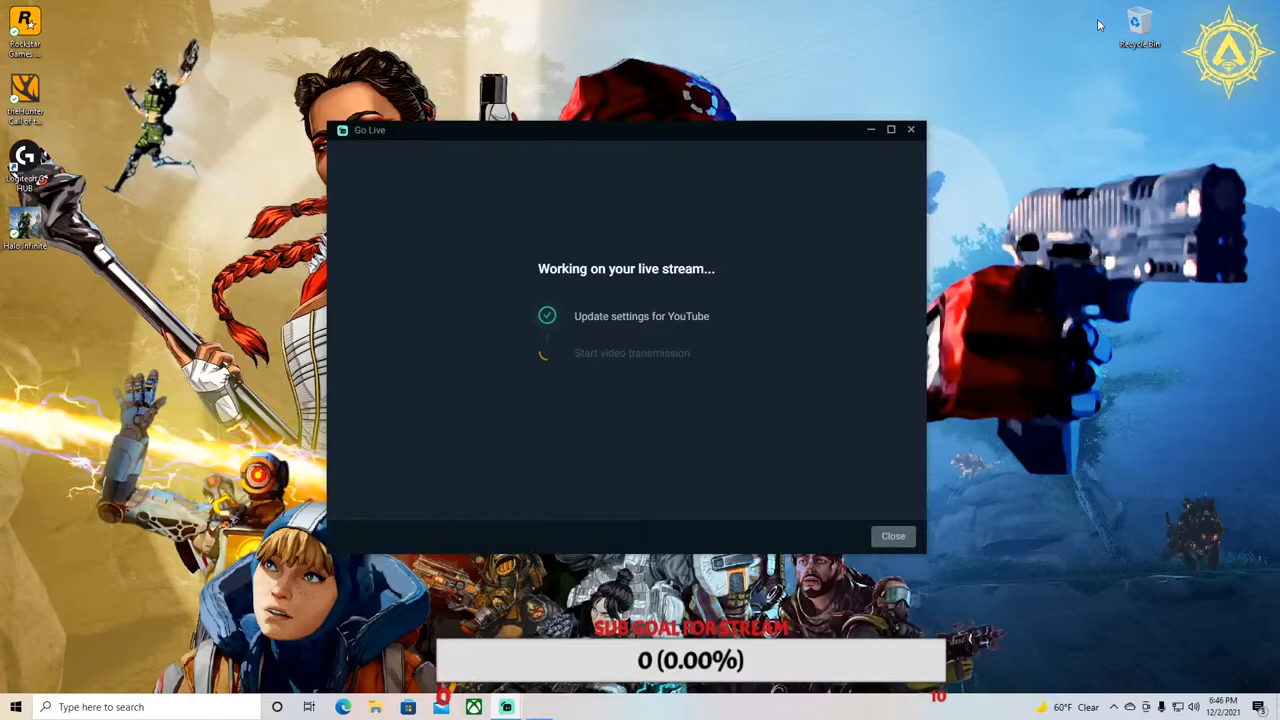 Rockstar
Games ...
theHunter
Call of t...
Logitech G
HUB
Halo Infinite
Recycle Bin
Go Live
Working on your live stream...
Update settings for YouTube
Start video transmission
Close
SUB GOAL FOR STREAM
0 (0.00%)
0
10
Type here to search
60°F Clear
6:46 PM
12/2/2021
3